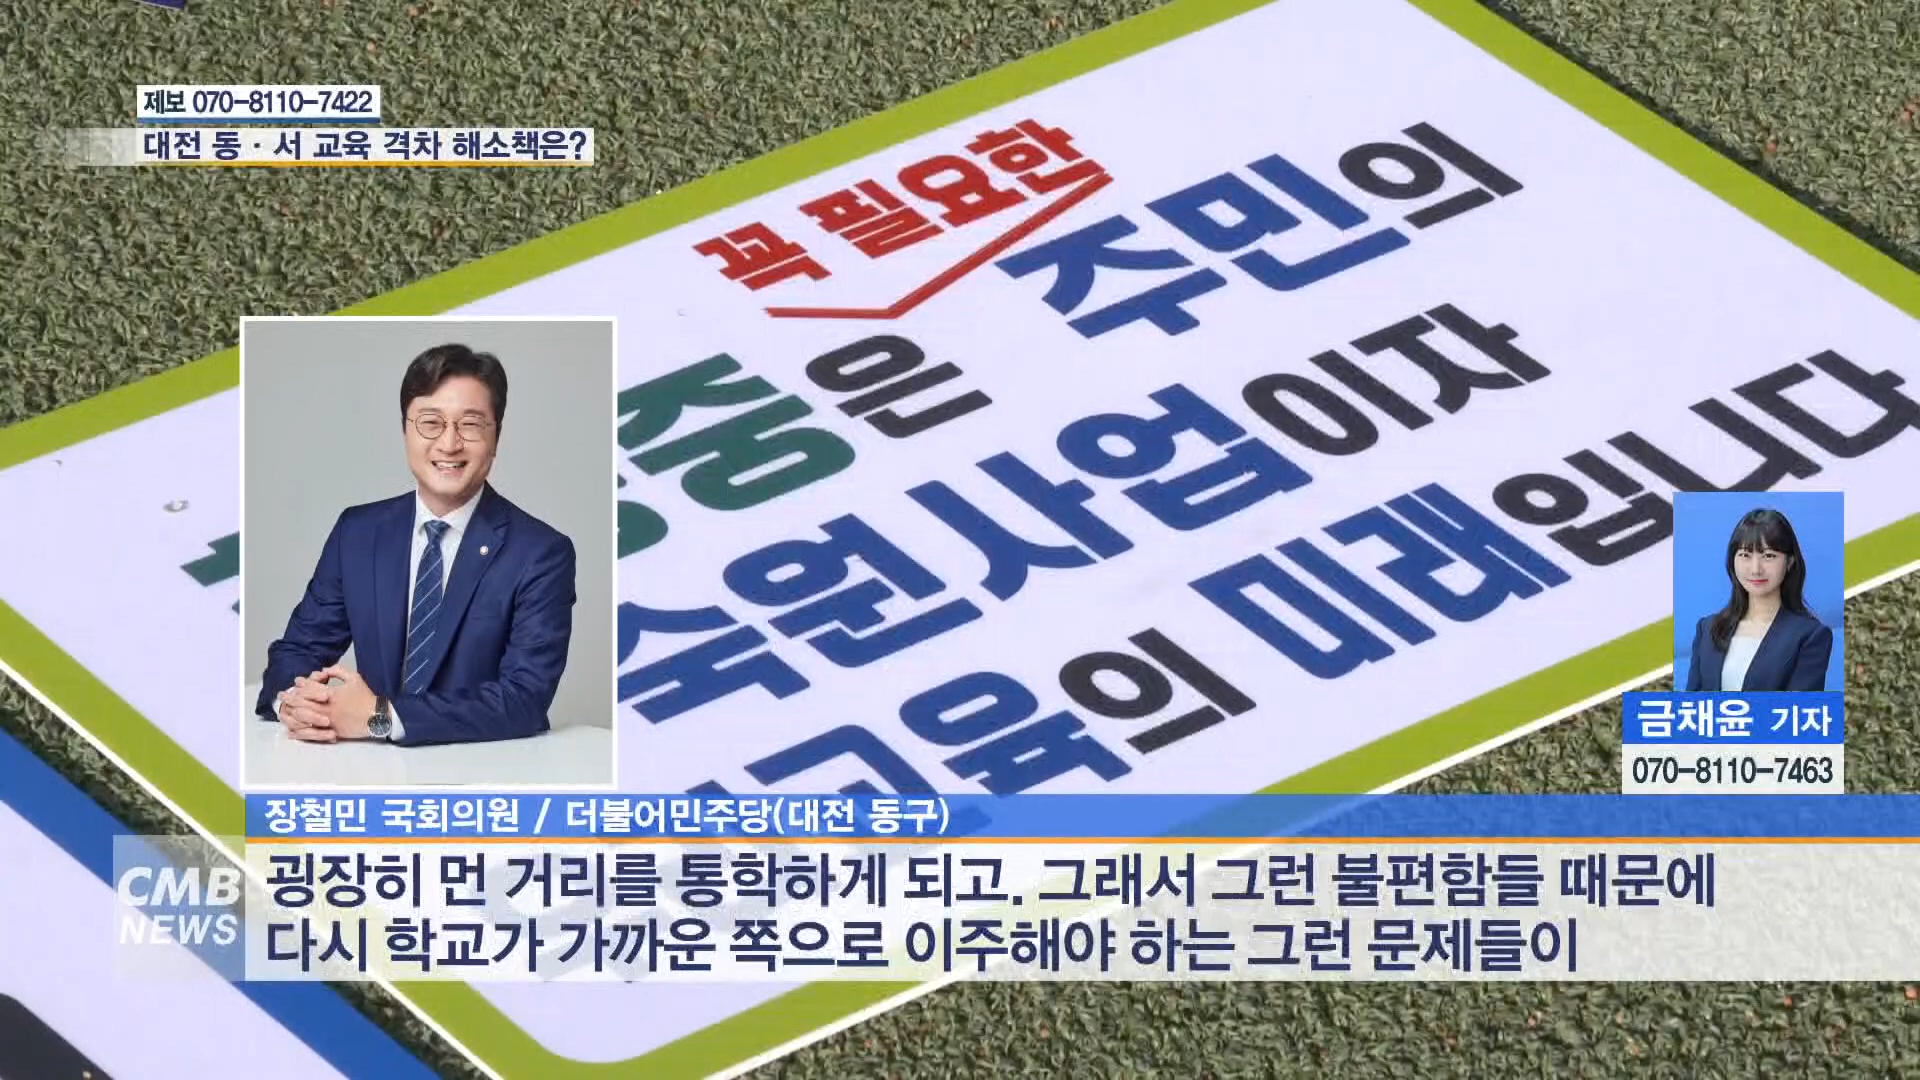 제보 070-8110-7422
대전 동·서 교육 격차 해소책은?
꼭 필요한
인 주민의
숙원사업이자
교육의 미래입니다
금채윤 기자
070-8110-7463
장철민 국회의원 / 더불어민주당(대전 동구)
CMB NEWS
굉장히 먼 거리를 통학하게 되고. 그래서 그런 불편함들 때문에
다시 학교가 가까운 쪽으로 이주해야 하는 그런 문제들이